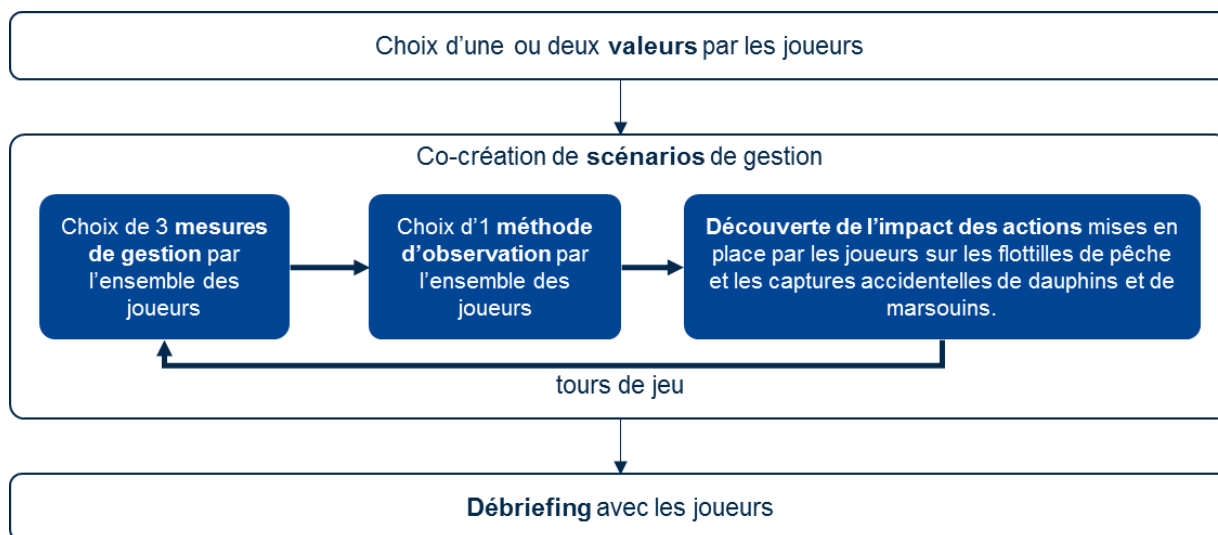 Choix d’une ou deux valeurs par les joueurs
Co-création de scénarios de gestion
Choix de 3 mesures
de gestion par
l’ensemble des
joueurs
Choix d’1 méthode
d’observation par
l’ensemble des
joueurs
Découverte de l’impact des actions mises en
place par les joueurs sur les flottilles de pêche
et les captures accidentelles de dauphins et de
marsouins.
tours de jeu
Débriefing avec les joueurs